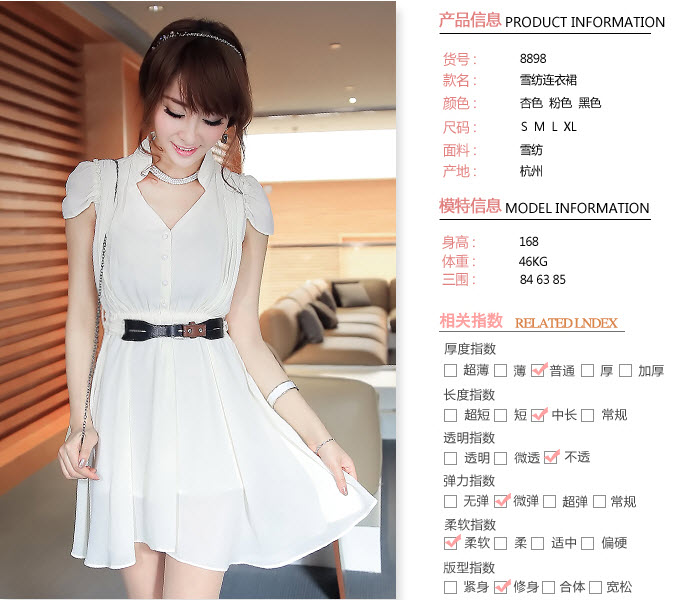 产品信息 PRODUCT INFORMATION
货号： 8898
款名： 雪纺连衣裙
颜色： 杏色 粉色 黑色
尺码： S M L XL
面料： 雪纺
产地： 杭州
模特信息 MODEL INFORMATION
身高： 168
体重： 46KG
三围： 84 63 85
相关指数 RELATED LNDEX
厚度指数
超薄 薄 普通 厚 加厚
长度指数
超短 短 中长 常规
透明指数
透明 微透 不透
弹力指数
无弹 微弹 超弹 常规
柔软指数
柔软 柔 适中 偏硬
版型指数
紧身 修身 合体 宽松